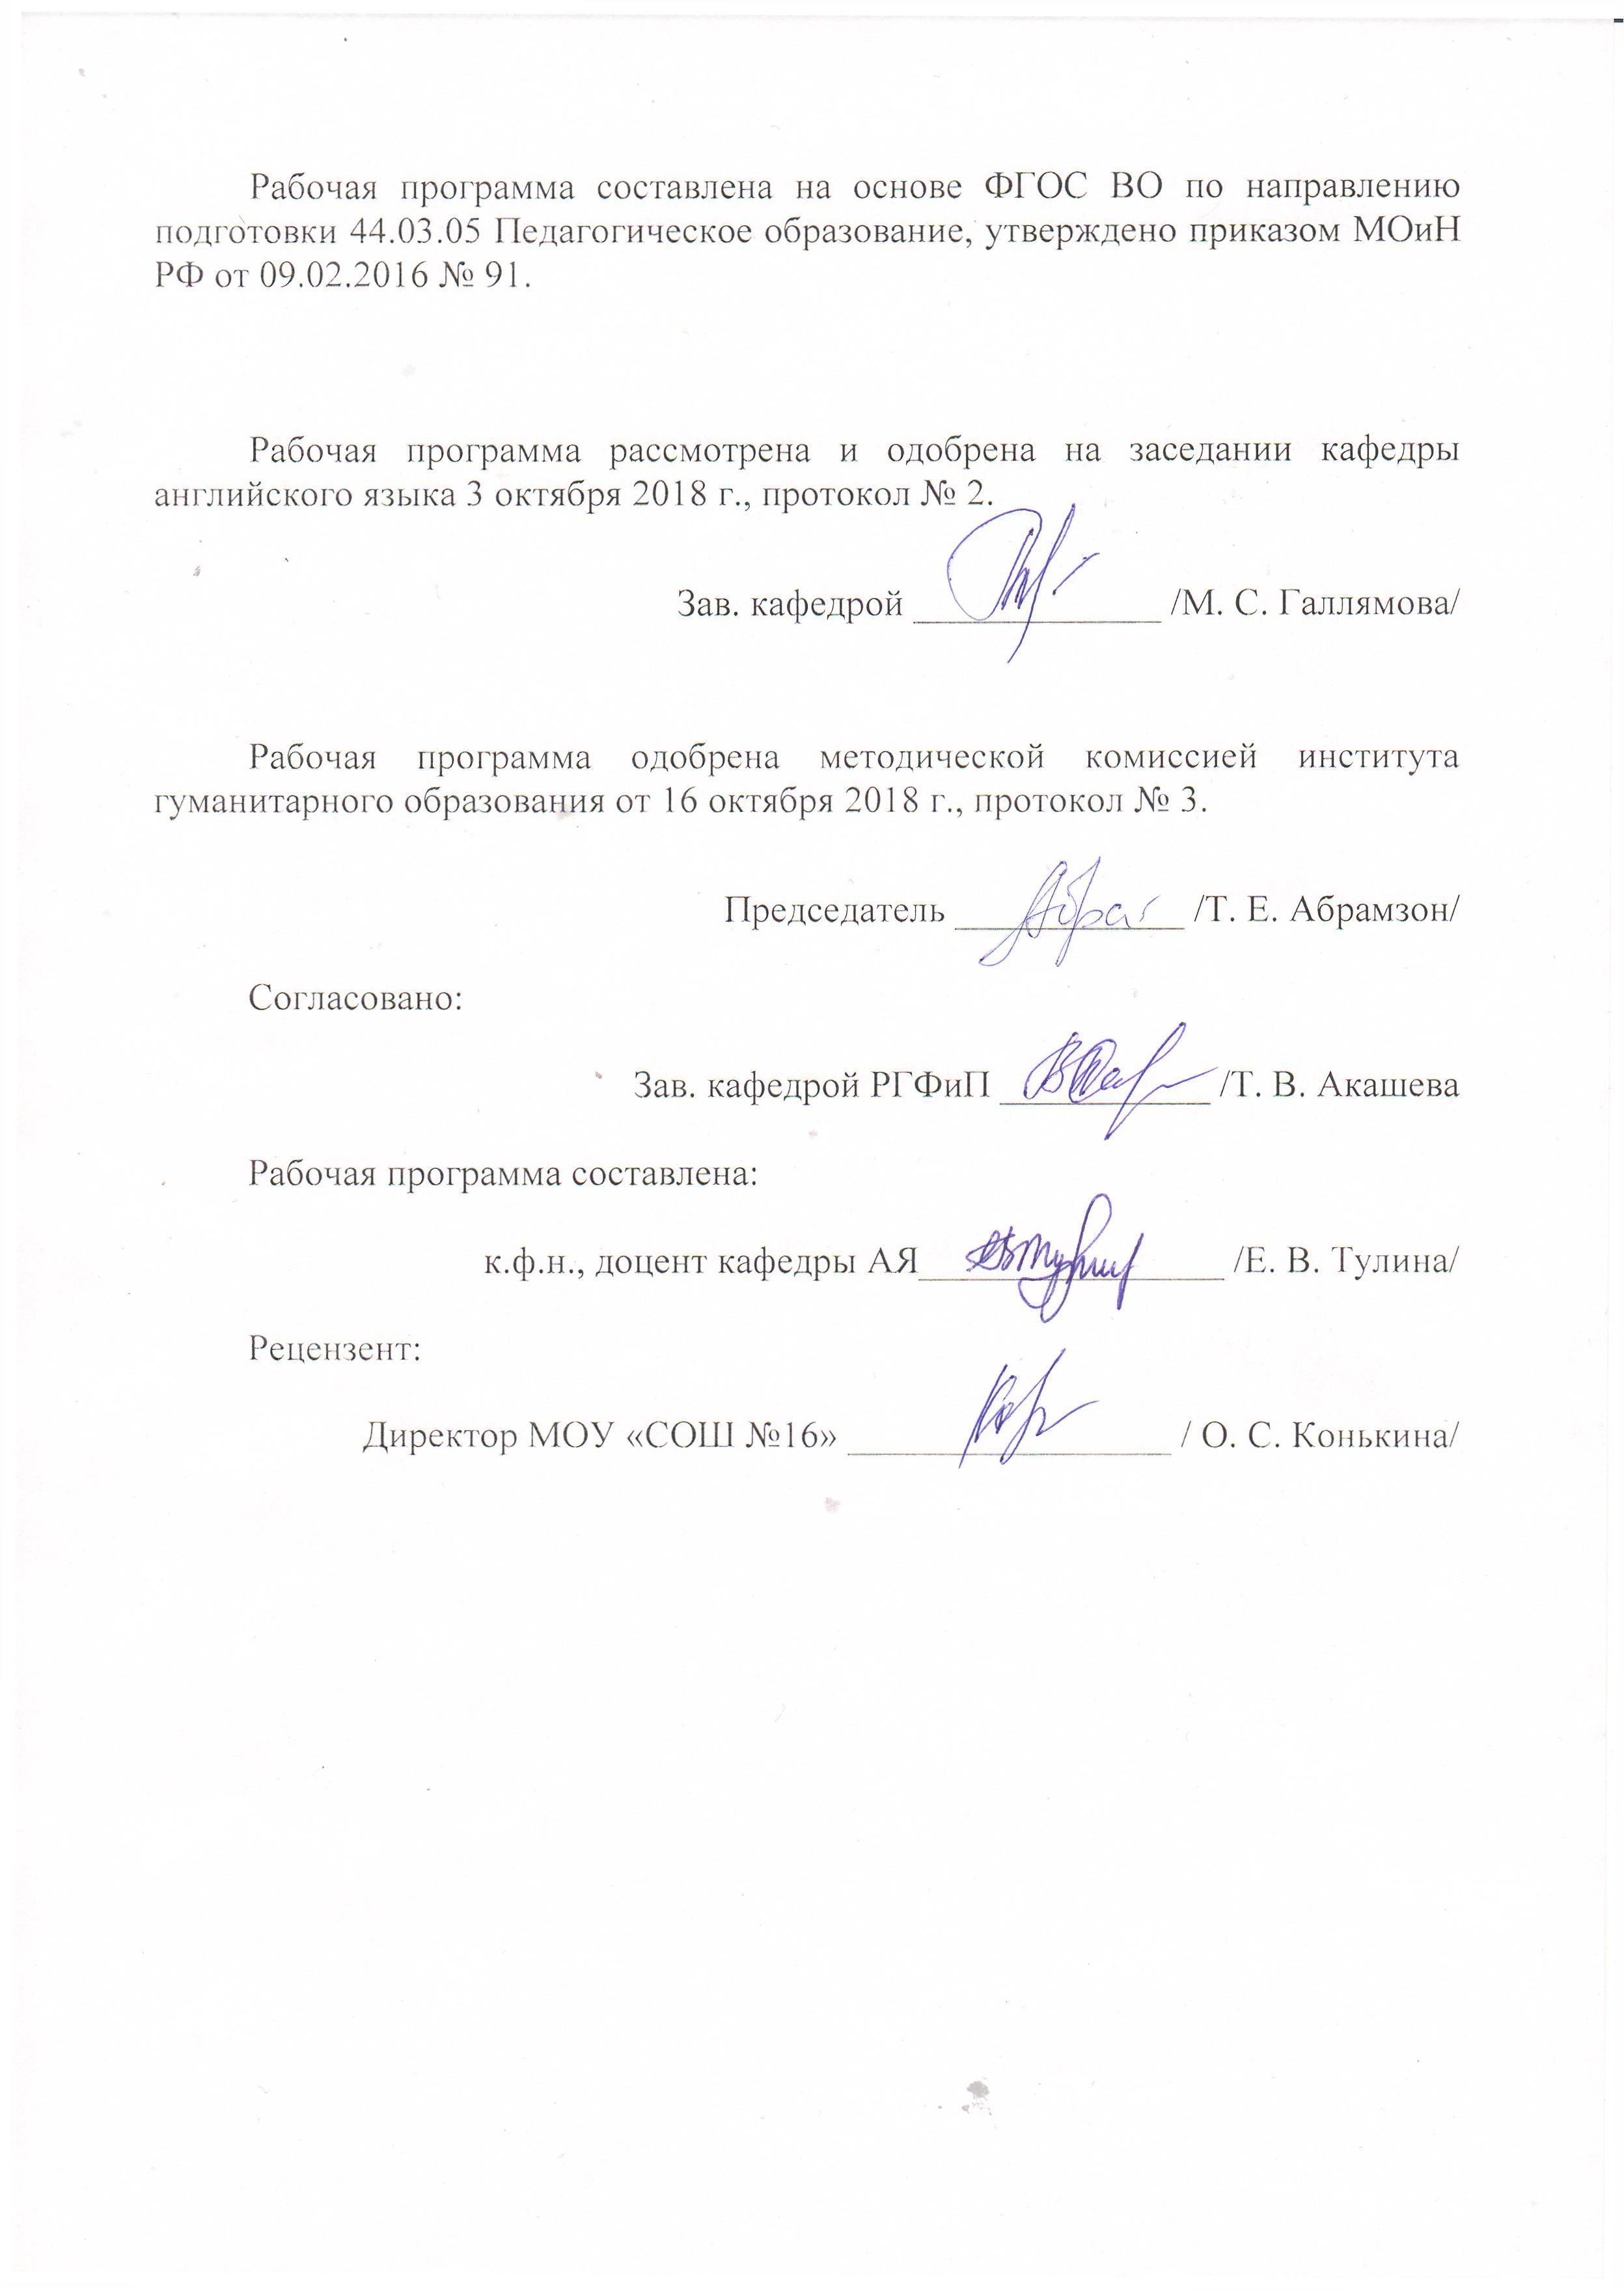 Рабочая программа составлена на основе ФГОС ВО по направлению
подготовки 44.03.05 Педагогическое образование, утверждено приказом МОиН
РФ от 09.02.2016 № 91.
Рабочая программа рассмотрена и одобрена на заседании кафедры
английского языка 3 октября 2018 г., протокол № 2.
Зав. кафедрой _____________ /М. С. Галлямова/
Рабочая программа одобрена методической комиссией института
гуманитарного образования от 16 октября 2018 г., протокол № 3.
Председатель ____________ /Т. Е. Абрамзон/
Согласовано:
Зав. кафедрой РГФиП ___________ /Т. В. Акашева
Рабочая программа составлена:
к.ф.н., доцент кафедры АЯ________________ /Е. В. Тулина/
Рецензент:
Директор МОУ «СОШ №16» _________________ / О. С. Конькина/